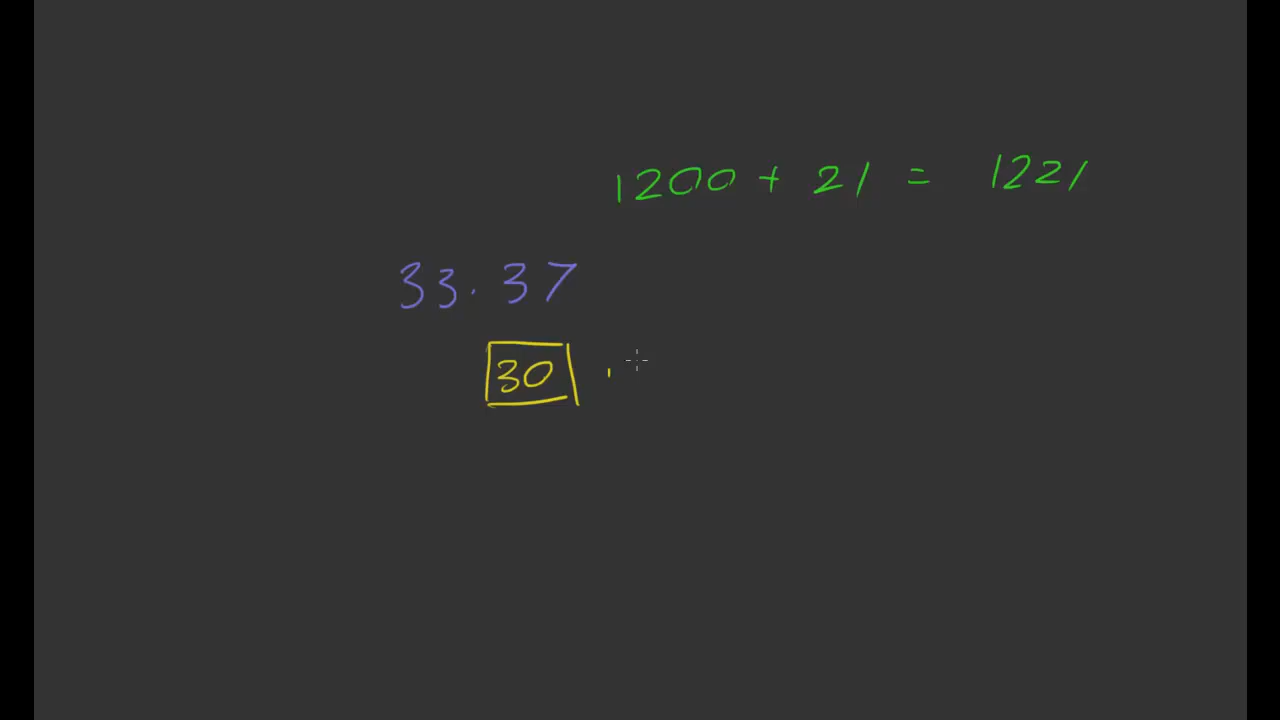 1200 + 21 = 1221
33 . 37
30 .